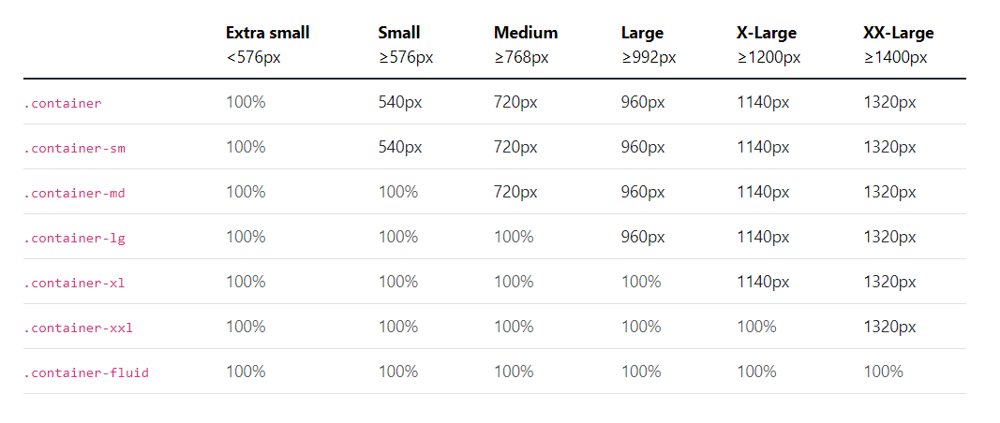 Extra small Small Medium Large X-Large XX-Large
<576px ≥576px ≥768px ≥992px ≥1200px ≥1400px
.container 100% 540px 720px 960px 1140px 1320px
.container-sm 100% 540px 720px 960px 1140px 1320px
.container-md 100% 100% 720px 960px 1140px 1320px
.container-lg 100% 100% 100% 960px 1140px 1320px
.container-xl 100% 100% 100% 100% 1140px 1320px
.container-xxl 100% 100% 100% 100% 100% 1320px
.container-fluid 100% 100% 100% 100% 100% 100%